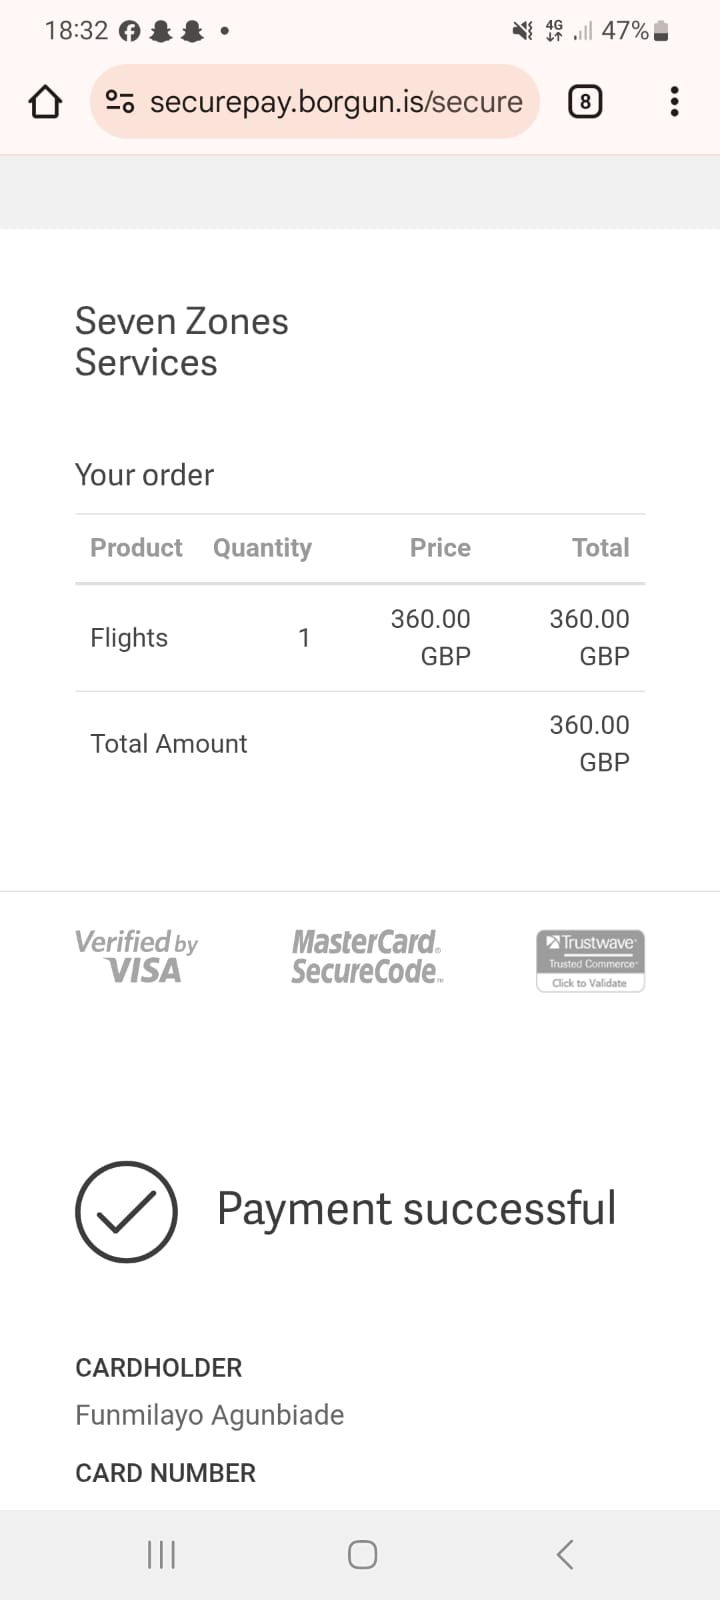 18:32
4G
47%
securepay.borgun.is/secure
8
Seven Zones
Services
Your order
Product Quantity Price Total
Flights 1 360.00 GBP 360.00 GBP
Total Amount 360.00 GBP
Verified by
VISA
MasterCard®
SecureCode™
Trustwave®
Trusted Commerce™
Click to Validate
Payment successful
CARDHOLDER
Funmilayo Agunbiade
CARD NUMBER